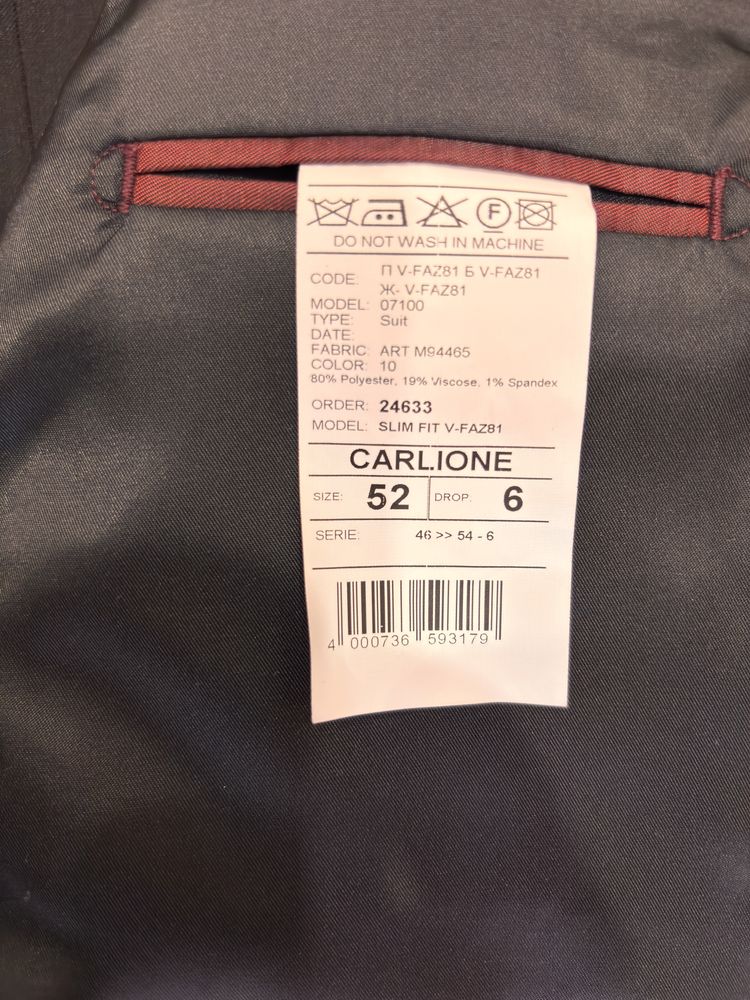 F
DO NOT WASH IN MACHINE
CODE: П V-FAZ81 Б V-FAZ81
Ж- V-FAZ81
MODEL: 07100
TYPE: Suit
DATE:
FABRIC: ART M94465
COLOR: 10
80% Polyester, 19% Viscose, 1% Spandex
ORDER: 24633
MODEL: SLIM FIT V-FAZ81
CARLIONE
SIZE: 52 DROP: 6
SERIE: 46 >> 54 - 6
4 000736 593179